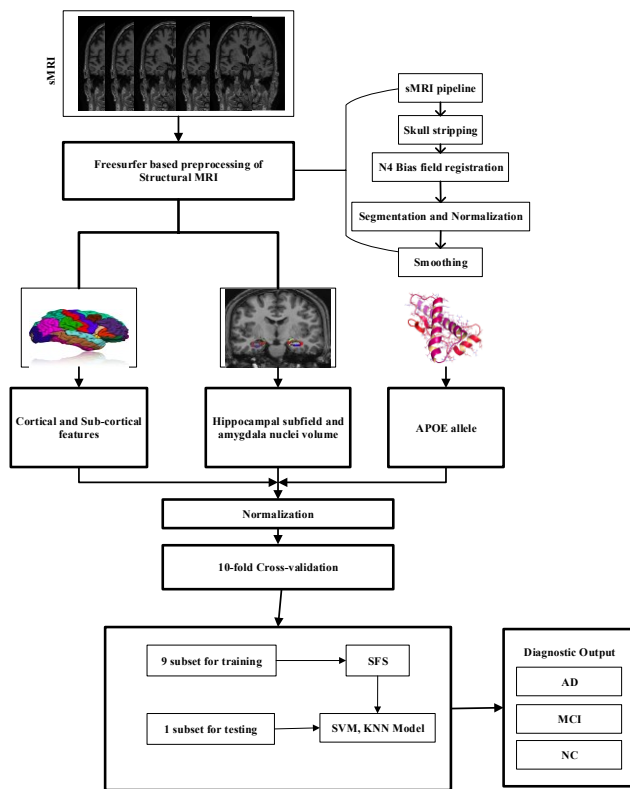 sMRI
sMRI pipeline
Skull stripping
N4 Bias field registration
Segmentation and Normalization
Smoothing
Freesurfer based preprocessing of
Structural MRI
Cortical and Sub-cortical
features
Hippocampal subfield and
amygdala nuclei volume
APOE allele
Normalization
10-fold Cross-validation
9 subset for training
SFS
1 subset for testing
SVM, KNN Model
Diagnostic Output
AD
MCI
NC